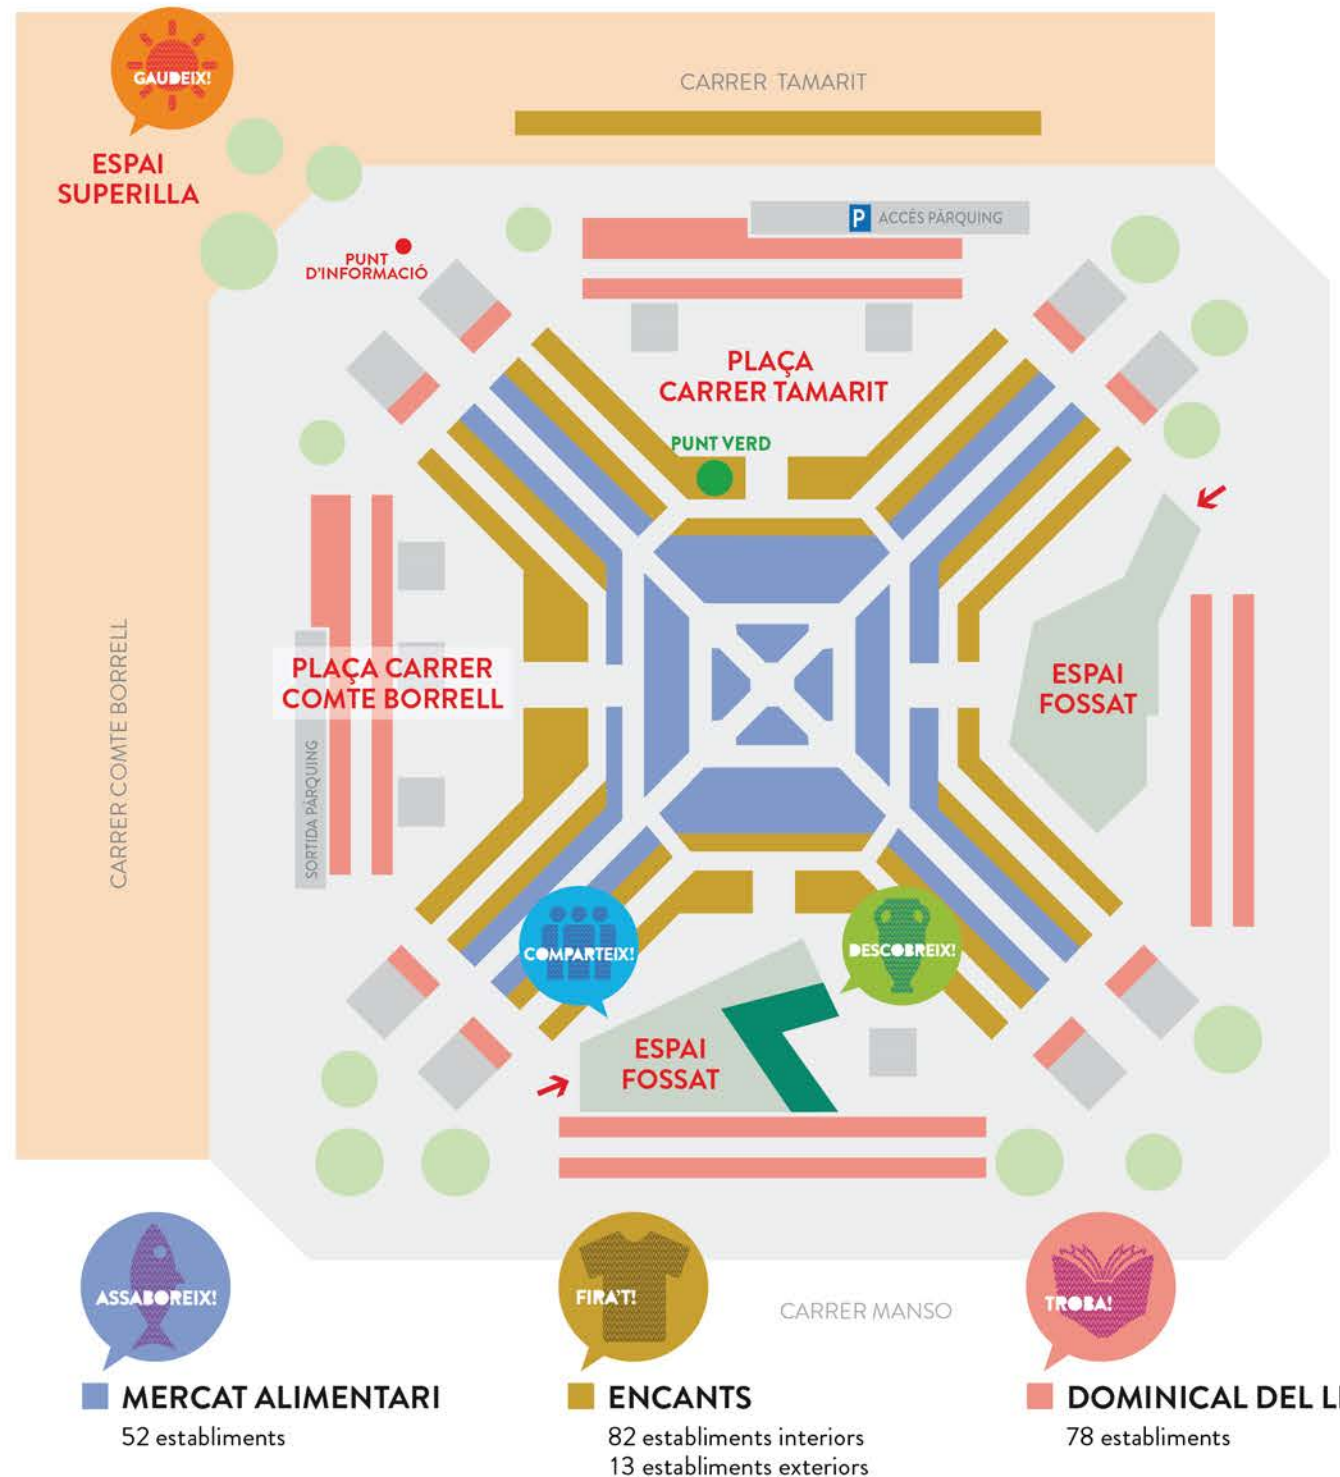 GAUDEIX!
ESPAI
SUPERILLA
CARRER TAMARIT
P ACCÉS PÀRQUING
PUNT
D'INFORMACIÓ
PLAÇA
CARRER TAMARIT
PUNT VERD
CARRER COMTE BORRELL
PLAÇA CARRER
COMTE BORRELL
SORTIDA PÀRQUING
ESPAI
FOSSAT
COMPARTEIX!
DESCOBREIX!
ESPAI
FOSSAT
ASSABOREIX!
FIRA'T!
CARRER MANSO
TROBA!
MERCAT ALIMENTARI
52 establiments
ENCANTS
82 establiments interiors
13 establiments exteriors
DOMINICAL DEL
78 establiments